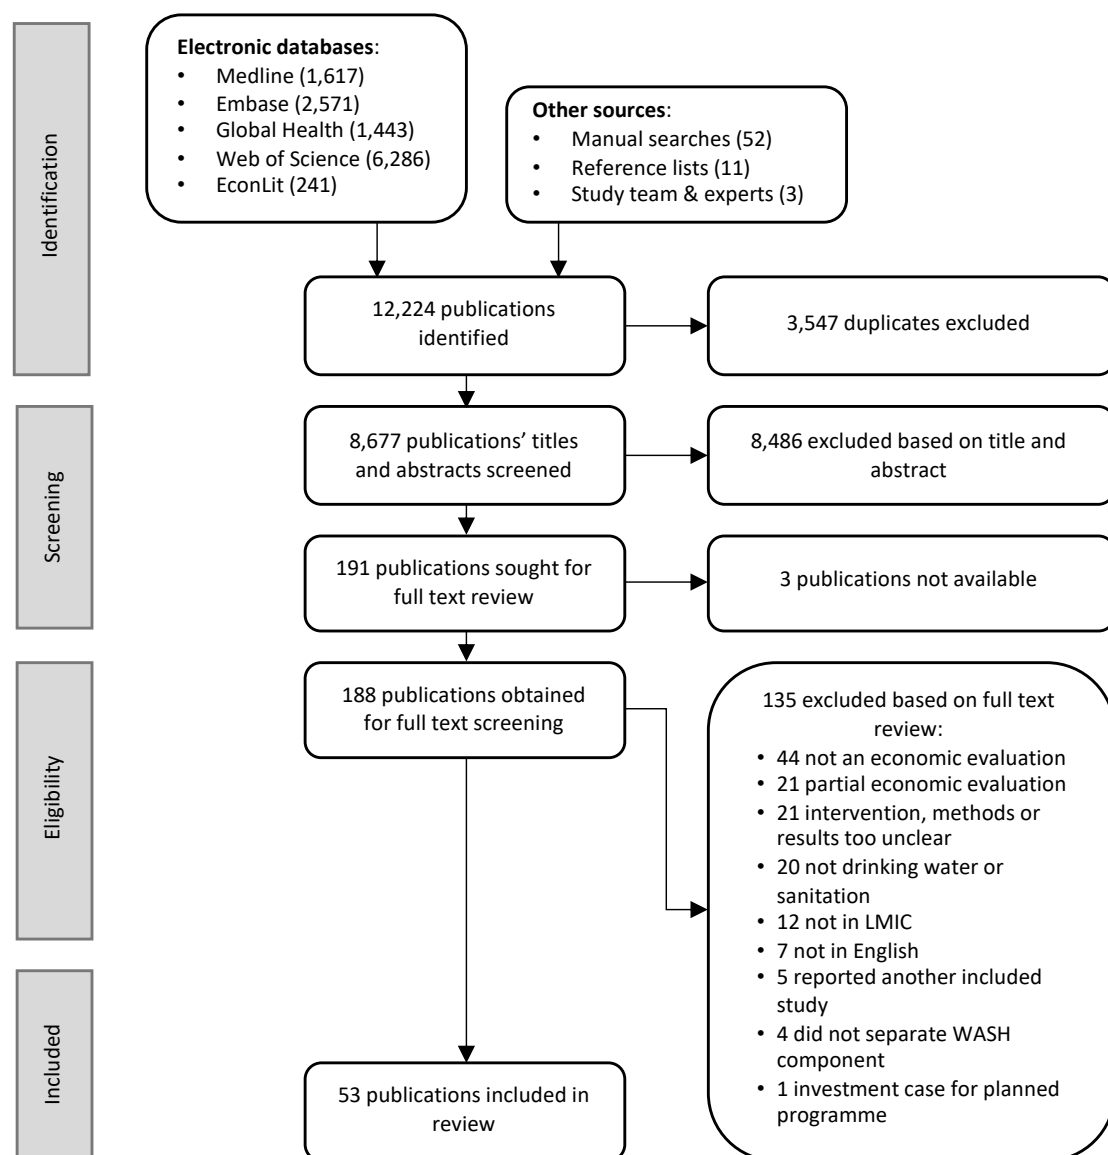 Identification
Electronic databases:
• Medline (1,617)
• Embase (2,571)
• Global Health (1,443)
• Web of Science (6,286)
• EconLit (241)
Other sources:
• Manual searches (52)
• Reference lists (11)
• Study team & experts (3)
12,224 publications
identified
3,547 duplicates excluded
Screening
8,677 publications’ titles
and abstracts screened
8,486 excluded based on title and
abstract
191 publications sought for
full text review
3 publications not available
Eligibility
188 publications obtained
for full text screening
135 excluded based on full text
review:
• 44 not an economic evaluation
• 21 partial economic evaluation
• 21 intervention, methods or
results too unclear
• 20 not drinking water or
sanitation
• 12 not in LMIC
• 7 not in English
• 5 reported another included
study
• 4 did not separate WASH
component
• 1 investment case for planned
programme
Included
53 publications included in
review